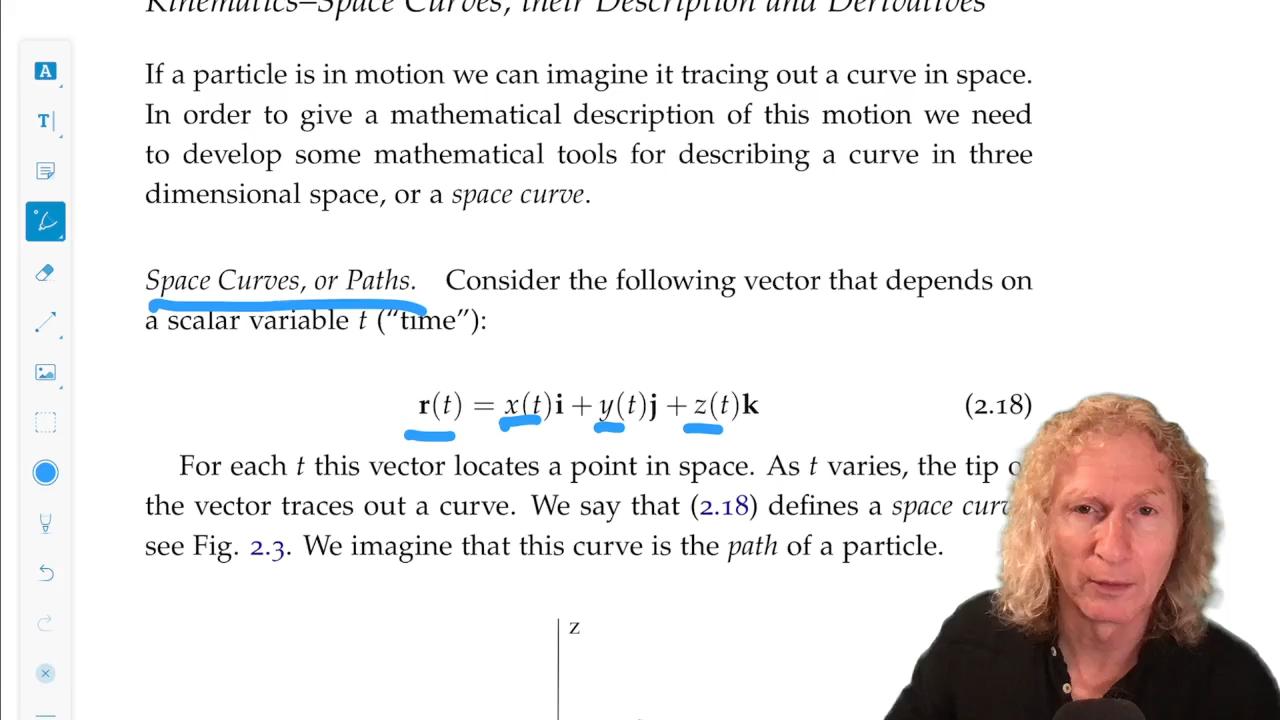 Kinematics–Space Curves, their Description and Derivatives
If a particle is in motion we can imagine it tracing out a curve in space.
In order to give a mathematical description of this motion we need
to develop some mathematical tools for describing a curve in three
dimensional space, or a space curve.
Space Curves, or Paths. Consider the following vector that depends on
a scalar variable t (“time”):
r(t) = x(t)i + y(t)j + z(t)k (2.18)
For each t this vector locates a point in space. As t varies, the tip
the vector traces out a curve. We say that (2.18) defines a space
see Fig. 2.3. We imagine that this curve is the path of a particle.
z
A
T